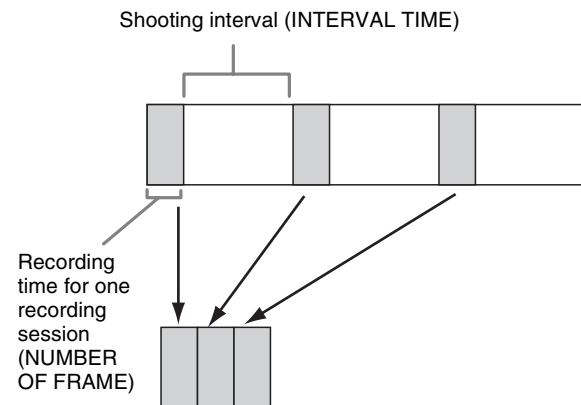 Shooting interval (INTERVAL TIME)
Recording
time for one
recording
session
(NUMBER
OF FRAME)